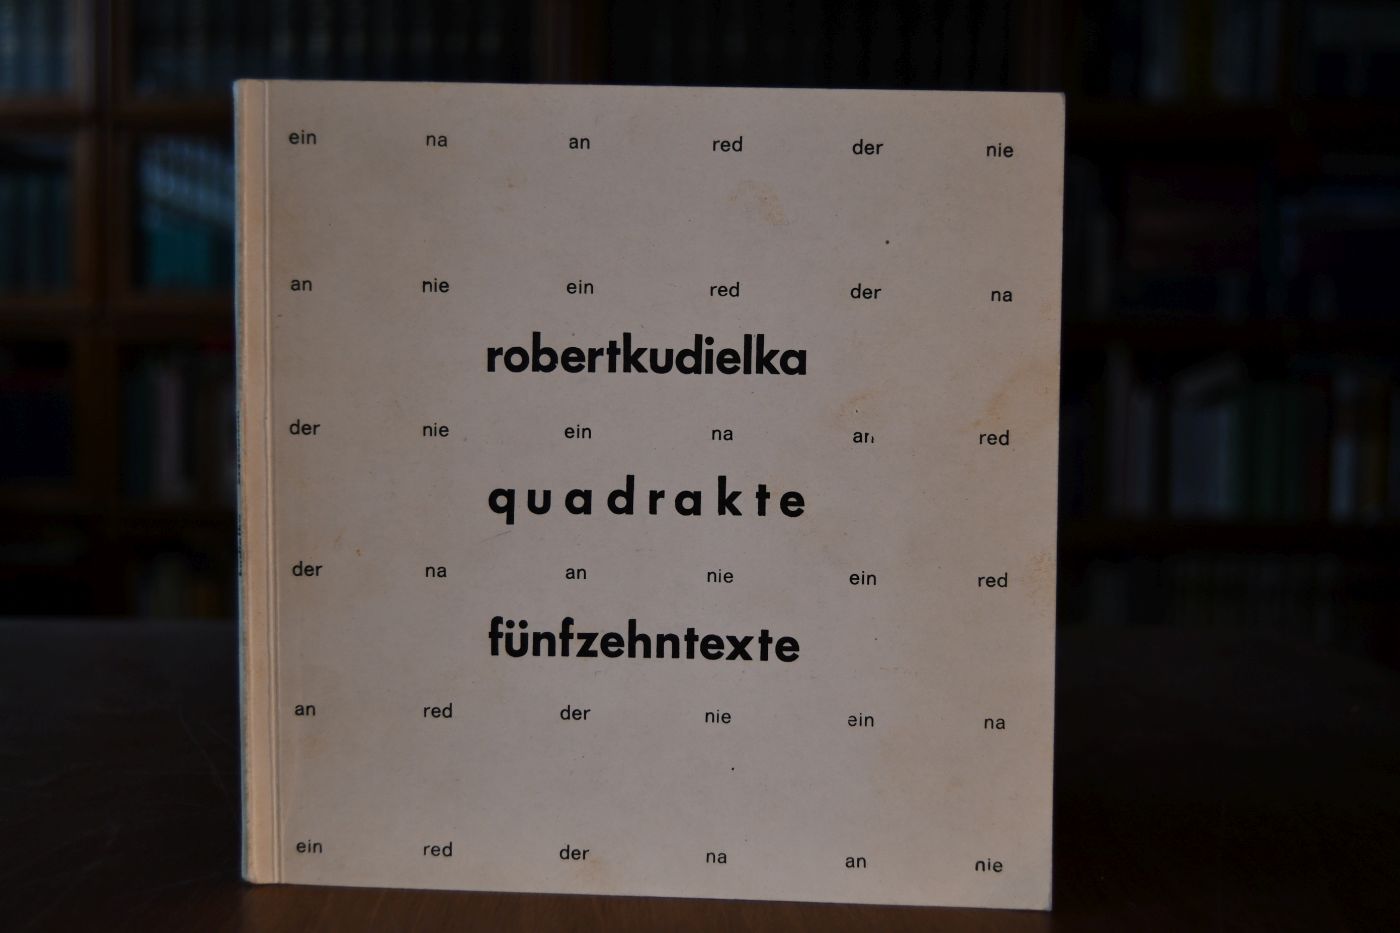 ein na an red der nie
an nie ein red der na
robertkudielka
der nie ein na an red
quadrakte
der na an nie ein red
fünfzehntexte
an red der nie ein na
ein red der na an nie